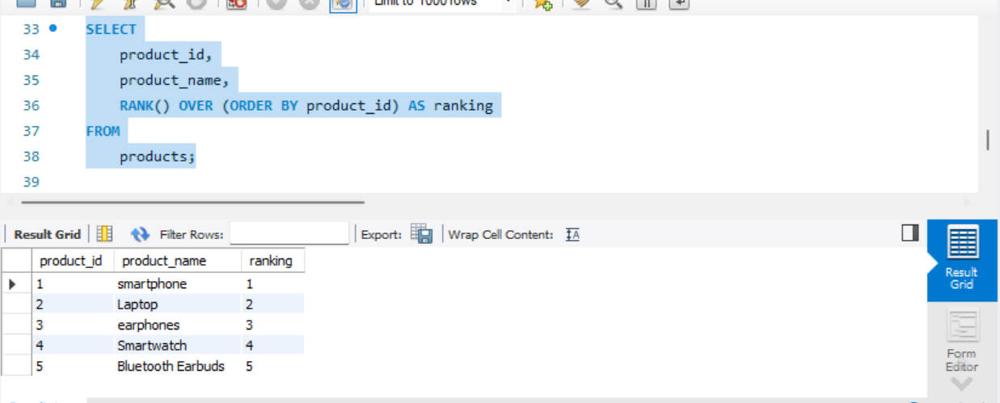 Limit to 1000 rows
33 SELECT
34 product_id,
35 product_name,
36 RANK() OVER (ORDER BY product_id) AS ranking
37 FROM
38 products;
39
Result Grid Filter Rows: Export: Wrap Cell Content: IA
product_id product_name ranking
1 smartphone 1
2 Laptop 2
3 earphones 3
4 Smartwatch 4
5 Bluetooth Earbuds 5
Result
Grid
Form
Editor